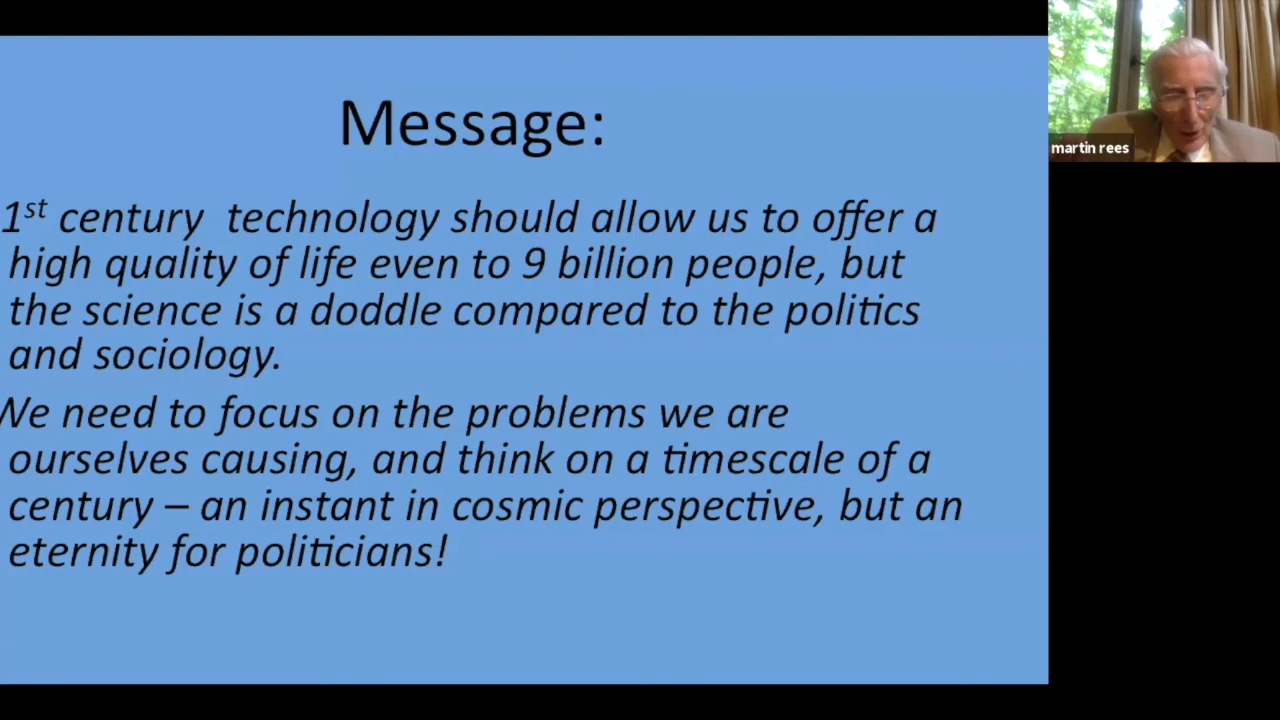 Message:
1st century technology should allow us to offer a
high quality of life even to 9 billion people, but
the science is a doddle compared to the politics
and sociology.
We need to focus on the problems we are
ourselves causing, and think on a timescale of a
century – an instant in cosmic perspective, but an
eternity for politicians!
martin rees